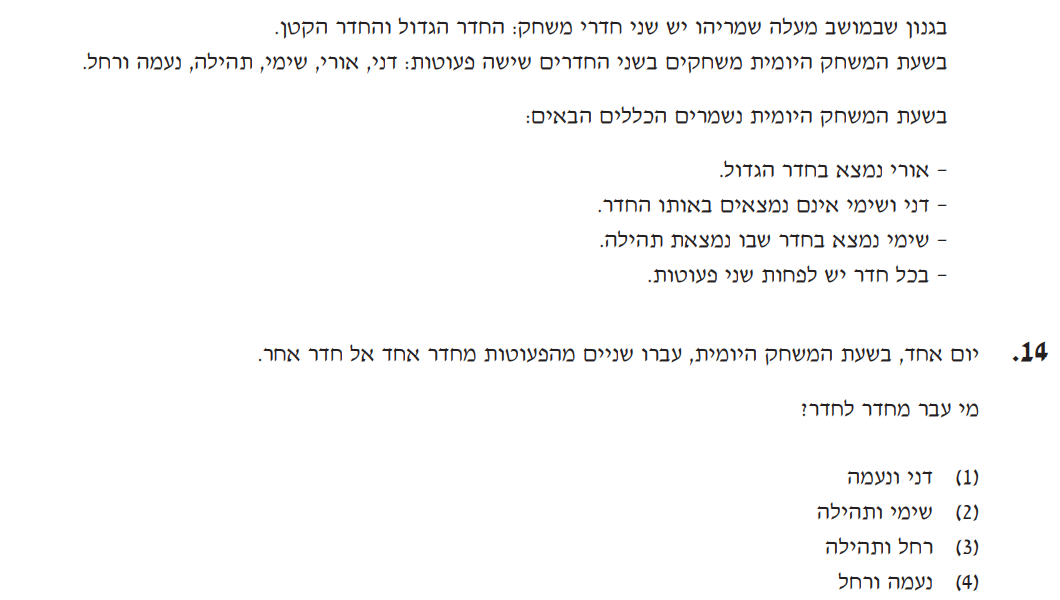 בגנון שבמושב מעלה שמריהו יש שני חדרי משחק: החדר הגדול והחדר הקטן.
בשעת המשחק היומית משחקים בשני החדרים שישה פעוטות: דני, אורי, שימי, תהילה, נעמה ורחל.
בשעת המשחק היומית נשמרים הכללים הבאים:
– אורי נמצא בחדר הגדול.
– דני ושימי אינם נמצאים באותו החדר.
– שימי נמצא בחדר שבו נמצאת תהילה.
– בכל חדר יש לפחות שני פעוטות.
14. יום אחד, בשעת המשחק היומית, עברו שניים מהפעוטות מחדר אחד אל חדר אחר.
מי עבר מחדר לחדר?
(1) דני ונעמה
(2) שימי ותהילה
(3) רחל ותהילה
(4) נעמה ורחל